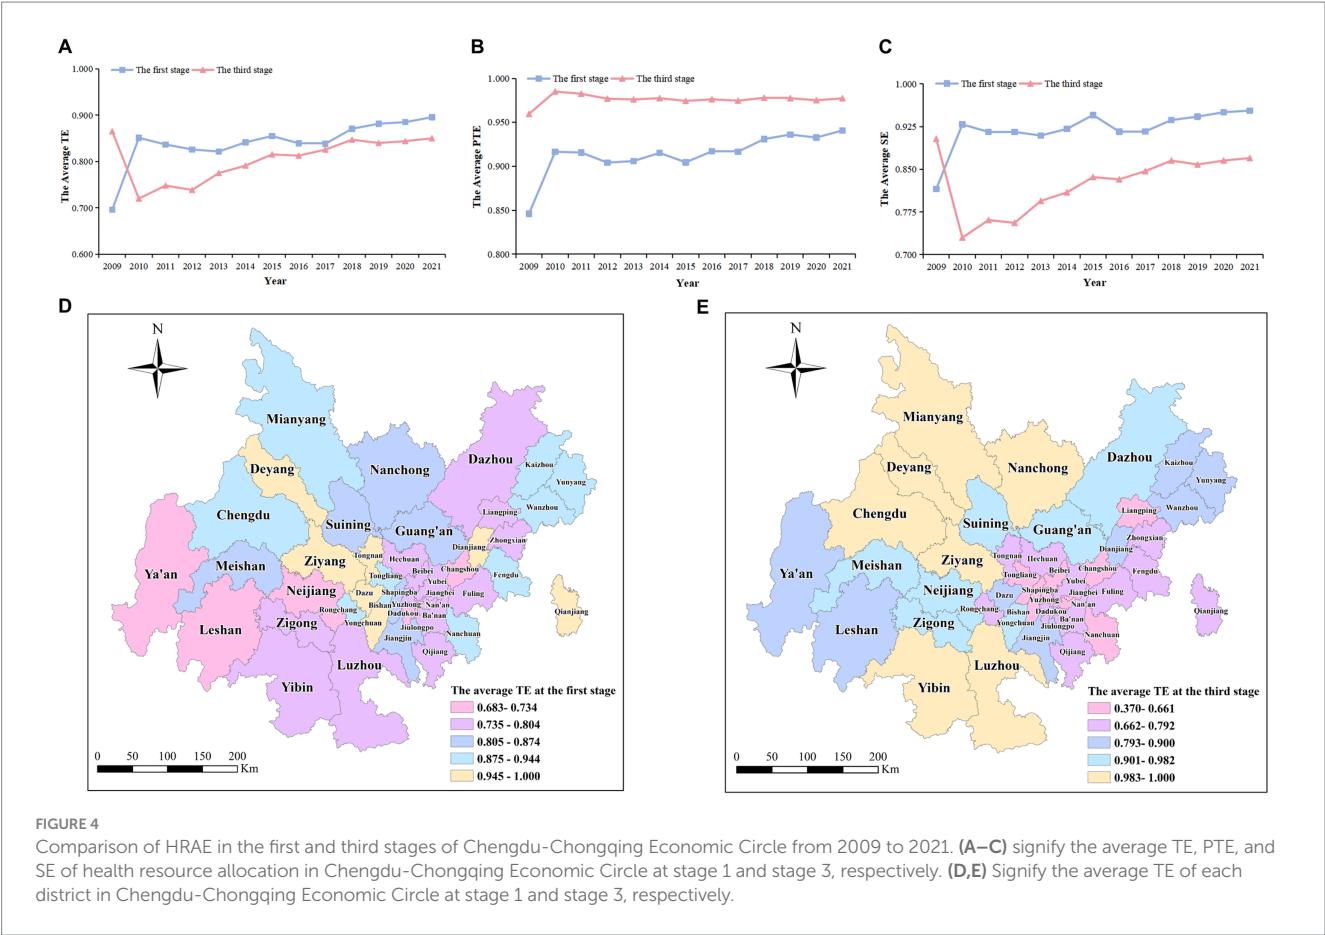 A
The first stage
The third stage
1.000
0.900
0.800
0.700
0.600
The Average TE
2009 2010 2011 2012 2013 2014 2015 2016 2017 2018 2019 2020 2021
Year
B
The first stage
The third stage
1.000
0.950
0.900
0.850
0.800
The Average PTE
2009 2010 2011 2012 2013 2014 2015 2016 2017 2018 2019 2020 2021
Year
C
The first stage
The third stage
1.000
0.925
0.850
0.775
0.700
The Average SE
2009 2010 2011 2012 2013 2014 2015 2016 2017 2018 2019 2020 2021
Year
D
N
Mianyang
Deyang
Nanchong
Dazhou
Kaizhou
Yunyang
Wanzhou
Liangping
Chengdu
Suining
Guang'an
Zhongxian
Dianjiang
Ziyang
Tongnan
Hechuan
Meishan
Ya'an
Beibei
Changshou
Tongliang
Yubei
Fengdu
Neijiang
Dazu
Shapingba
Jiangbei
Fuling
Rongchang
Bishan
Yuzhong
Nan'an
Qianjiang
Leshan
Zigong
Yongchuan
Dadukou
Ba'nan
Jiulongpo
Nanchuan
Jiangjin
Qijiang
Luzhou
Yibin
The average TE at the first stage
0.683- 0.734
0.735 - 0.804
0.805 - 0.874
0.875 - 0.944
0.945 - 1.000
0 50 100 150 200
Km
E
N
Mianyang
Deyang
Nanchong
Dazhou
Kaizhou
Yunyang
Wanzhou
Liangping
Chengdu
Suining
Guang'an
Zhongxian
Dianjiang
Ziyang
Tongnan
Hechuan
Meishan
Ya'an
Beibei
Changshou
Tongliang
Yubei
Fengdu
Neijiang
Dazu
Shapingba
Jiangbei
Fuling
Rongchang
Bishan
Yuzhong
Nan'an
Qianjiang
Leshan
Zigong
Yongchuan
Dadukou
Ba'nan
Jiulongpo
Nanchuan
Jiangjin
Qijiang
Luzhou
Yibin
The average TE at the third stage
0.370- 0.661
0.662- 0.792
0.793- 0.900
0.901- 0.982
0.983- 1.000
0 50 100 150 200
Km
FIGURE 4
Comparison of HRAE in the first and third stages of Chengdu-Chongqing Economic Circle from 2009 to 2021. (A–C) signify the average TE, PTE, and
SE of health resource allocation in Chengdu-Chongqing Economic Circle at stage 1 and stage 3, respectively. (D,E) Signify the average TE of each
district in Chengdu-Chongqing Economic Circle at stage 1 and stage 3, respectively.